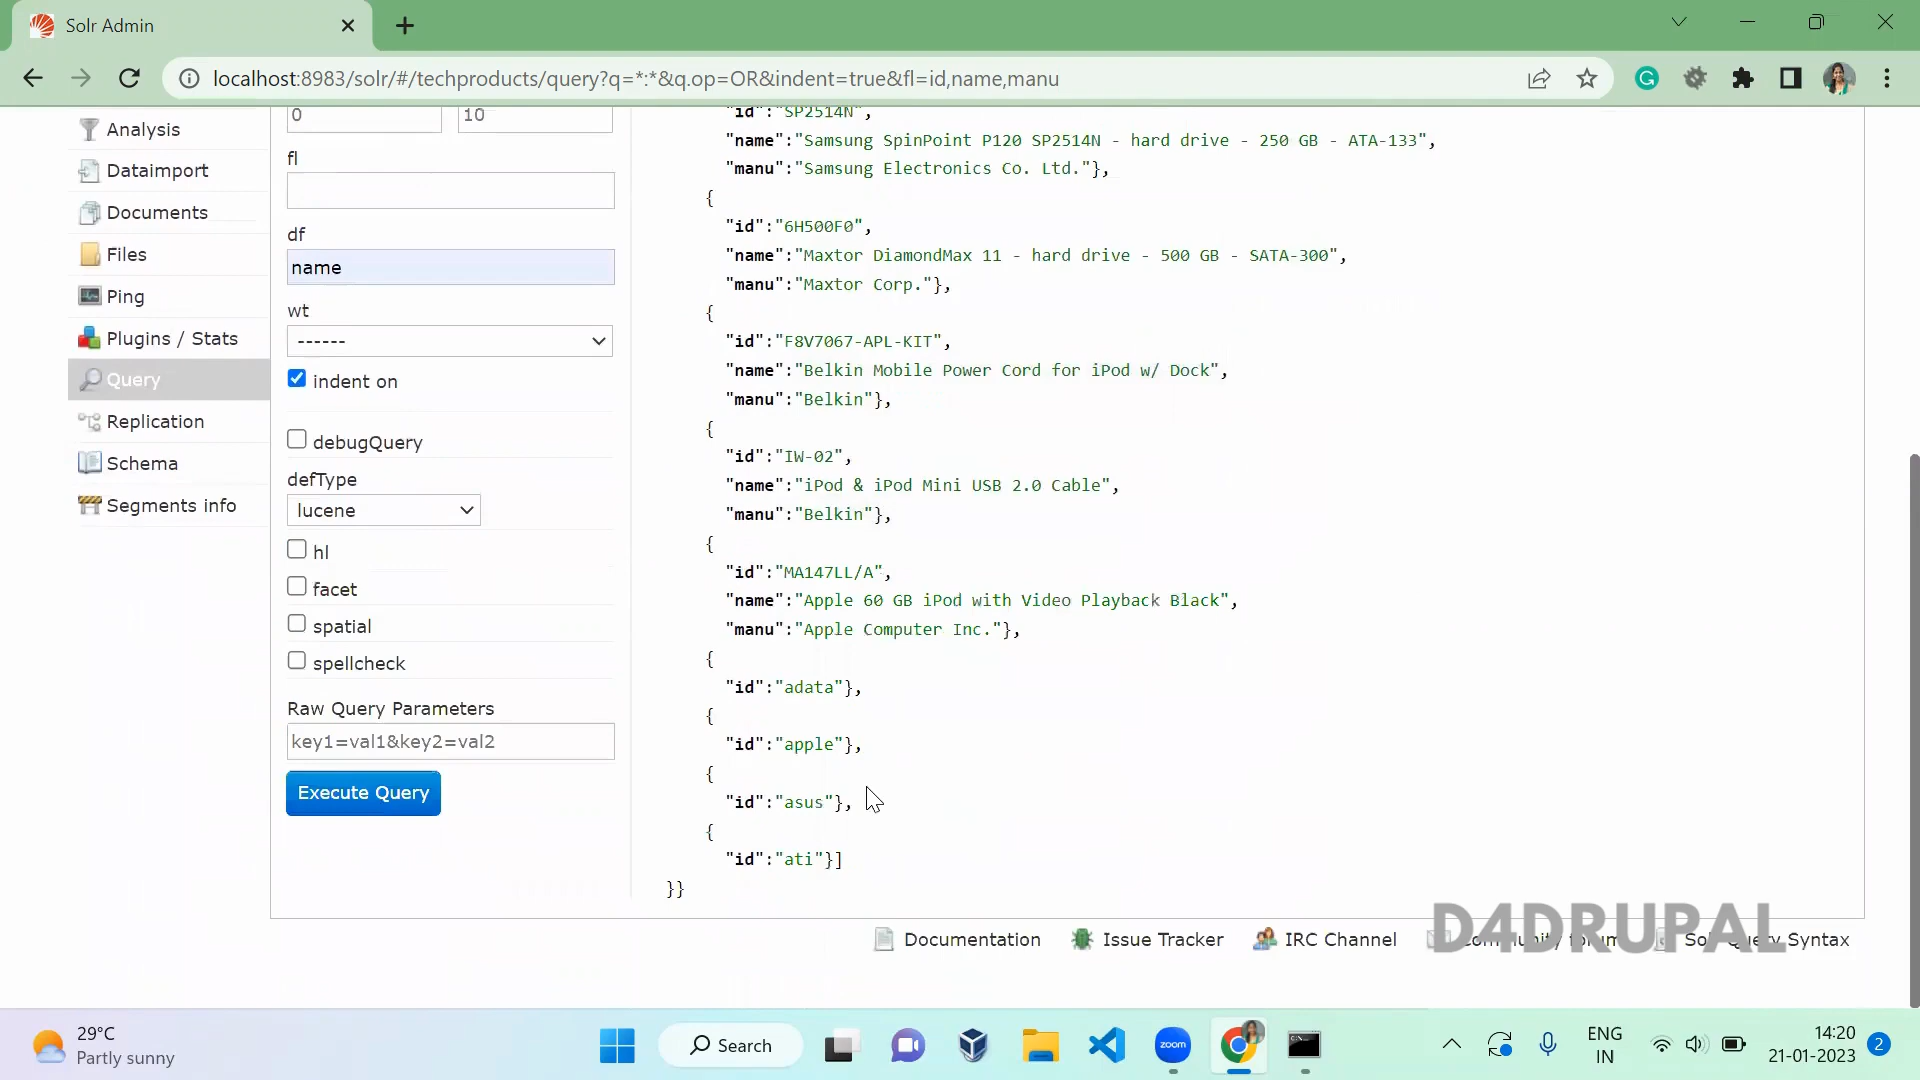 Solr Admin
localhost:8983/solr/#/techproducts/query?q=*:*&q.op=OR&indent=true&fl=id,name,manu
Analysis
Dataimport
Documents
Files
Ping
Plugins / Stats
Query
Replication
Schema
Segments info
0 10
fl
df
name
wt
------
indent on
debugQuery
defType
lucene
hl
facet
spatial
spellcheck
Raw Query Parameters
key1=val1&key2=val2
Execute Query
"id":"SP2514N",
"name":"Samsung SpinPoint P120 SP2514N - hard drive - 250 GB - ATA-133",
"manu":"Samsung Electronics Co. Ltd."},
{
"id":"6H500F0",
"name":"Maxtor DiamondMax 11 - hard drive - 500 GB - SATA-300",
"manu":"Maxtor Corp."},
{
"id":"F8V7067-APL-KIT",
"name":"Belkin Mobile Power Cord for iPod w/ Dock",
"manu":"Belkin"},
{
"id":"IW-02",
"name":"iPod & iPod Mini USB 2.0 Cable",
"manu":"Belkin"},
{
"id":"MA147LL/A",
"name":"Apple 60 GB iPod with Video Playback Black",
"manu":"Apple Computer Inc."},
{
"id":"adata"},
{
"id":"apple"},
{
"id":"asus"},
{
"id":"ati"}]
}}
Documentation Issue Tracker IRC Channel Community forum Solr Query Syntax
D4DRUPAL
29°C
Partly sunny
Search
zoom
ENG
IN
14:20
21-01-2023
2